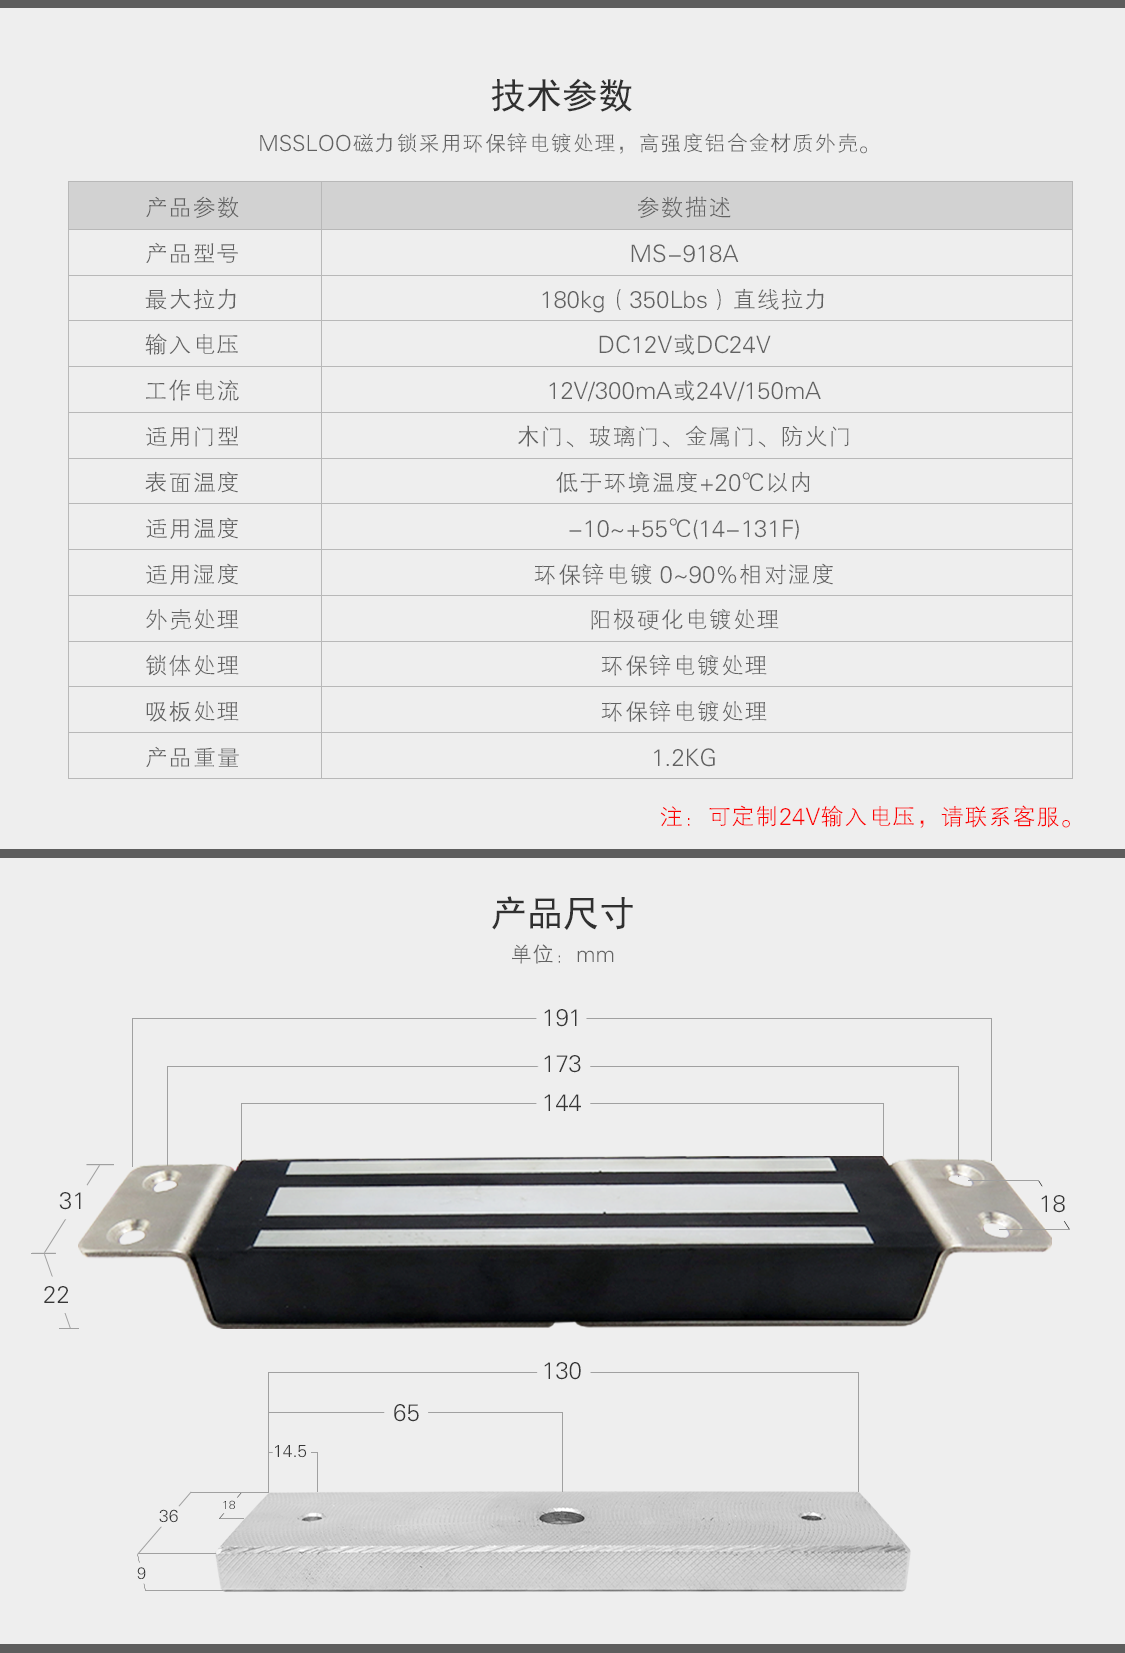 技术参数
MSSLOO磁力锁采用环保锌电镀处理，高强度铝合金材质外壳。
产品参数 参数描述
产品型号 MS-918A
最大拉力 180kg（350Lbs）直线拉力
输入电压 DC12V或DC24V
工作电流 12V/300mA或24V/150mA
适用门型 木门、玻璃门、金属门、防火门
表面温度 低于环境温度+20℃以内
适用温度 -10~+55℃(14-131F)
适用湿度 环保锌电镀 0~90%相对湿度
外壳处理 阳极硬化电镀处理
锁体处理 环保锌电镀处理
吸板处理 环保锌电镀处理
产品重量 1.2KG
注：可定制24V输入电压，请联系客服。
产品尺寸
单位：mm
191
173
144
31
18
22
130
65
14.5
18
36
9